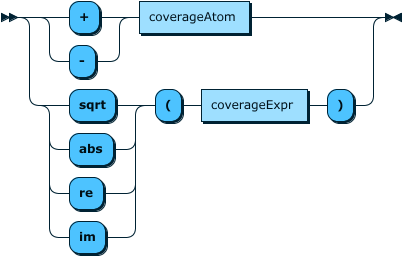 + coverageAtom
-
sqrt ( coverageExpr )
abs
re
im